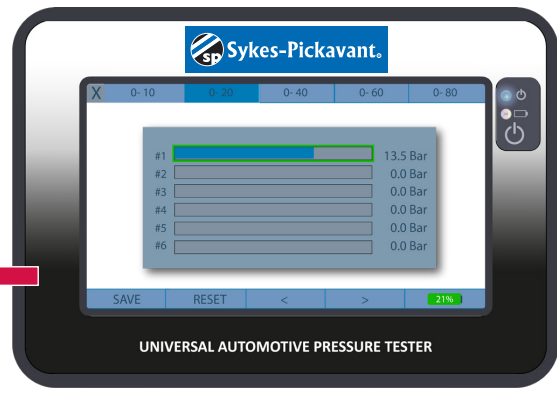 sp Sykes-Pickavant.
X 0- 10 0- 20 0- 40 0- 60 0- 80
#1 13.5 Bar
#2 0.0 Bar
#3 0.0 Bar
#4 0.0 Bar
#5 0.0 Bar
#6 0.0 Bar
SAVE RESET < > 21%
UNIVERSAL AUTOMOTIVE PRESSURE TESTER